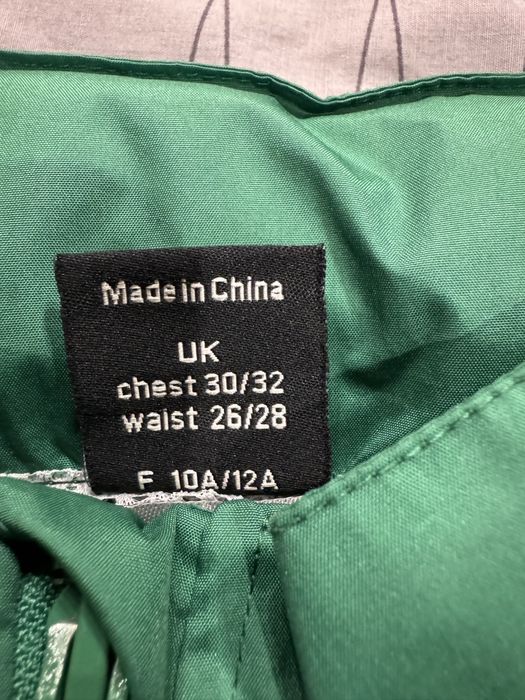 Made in China
UK
chest 30/32
waist 26/28
F 10A/12A